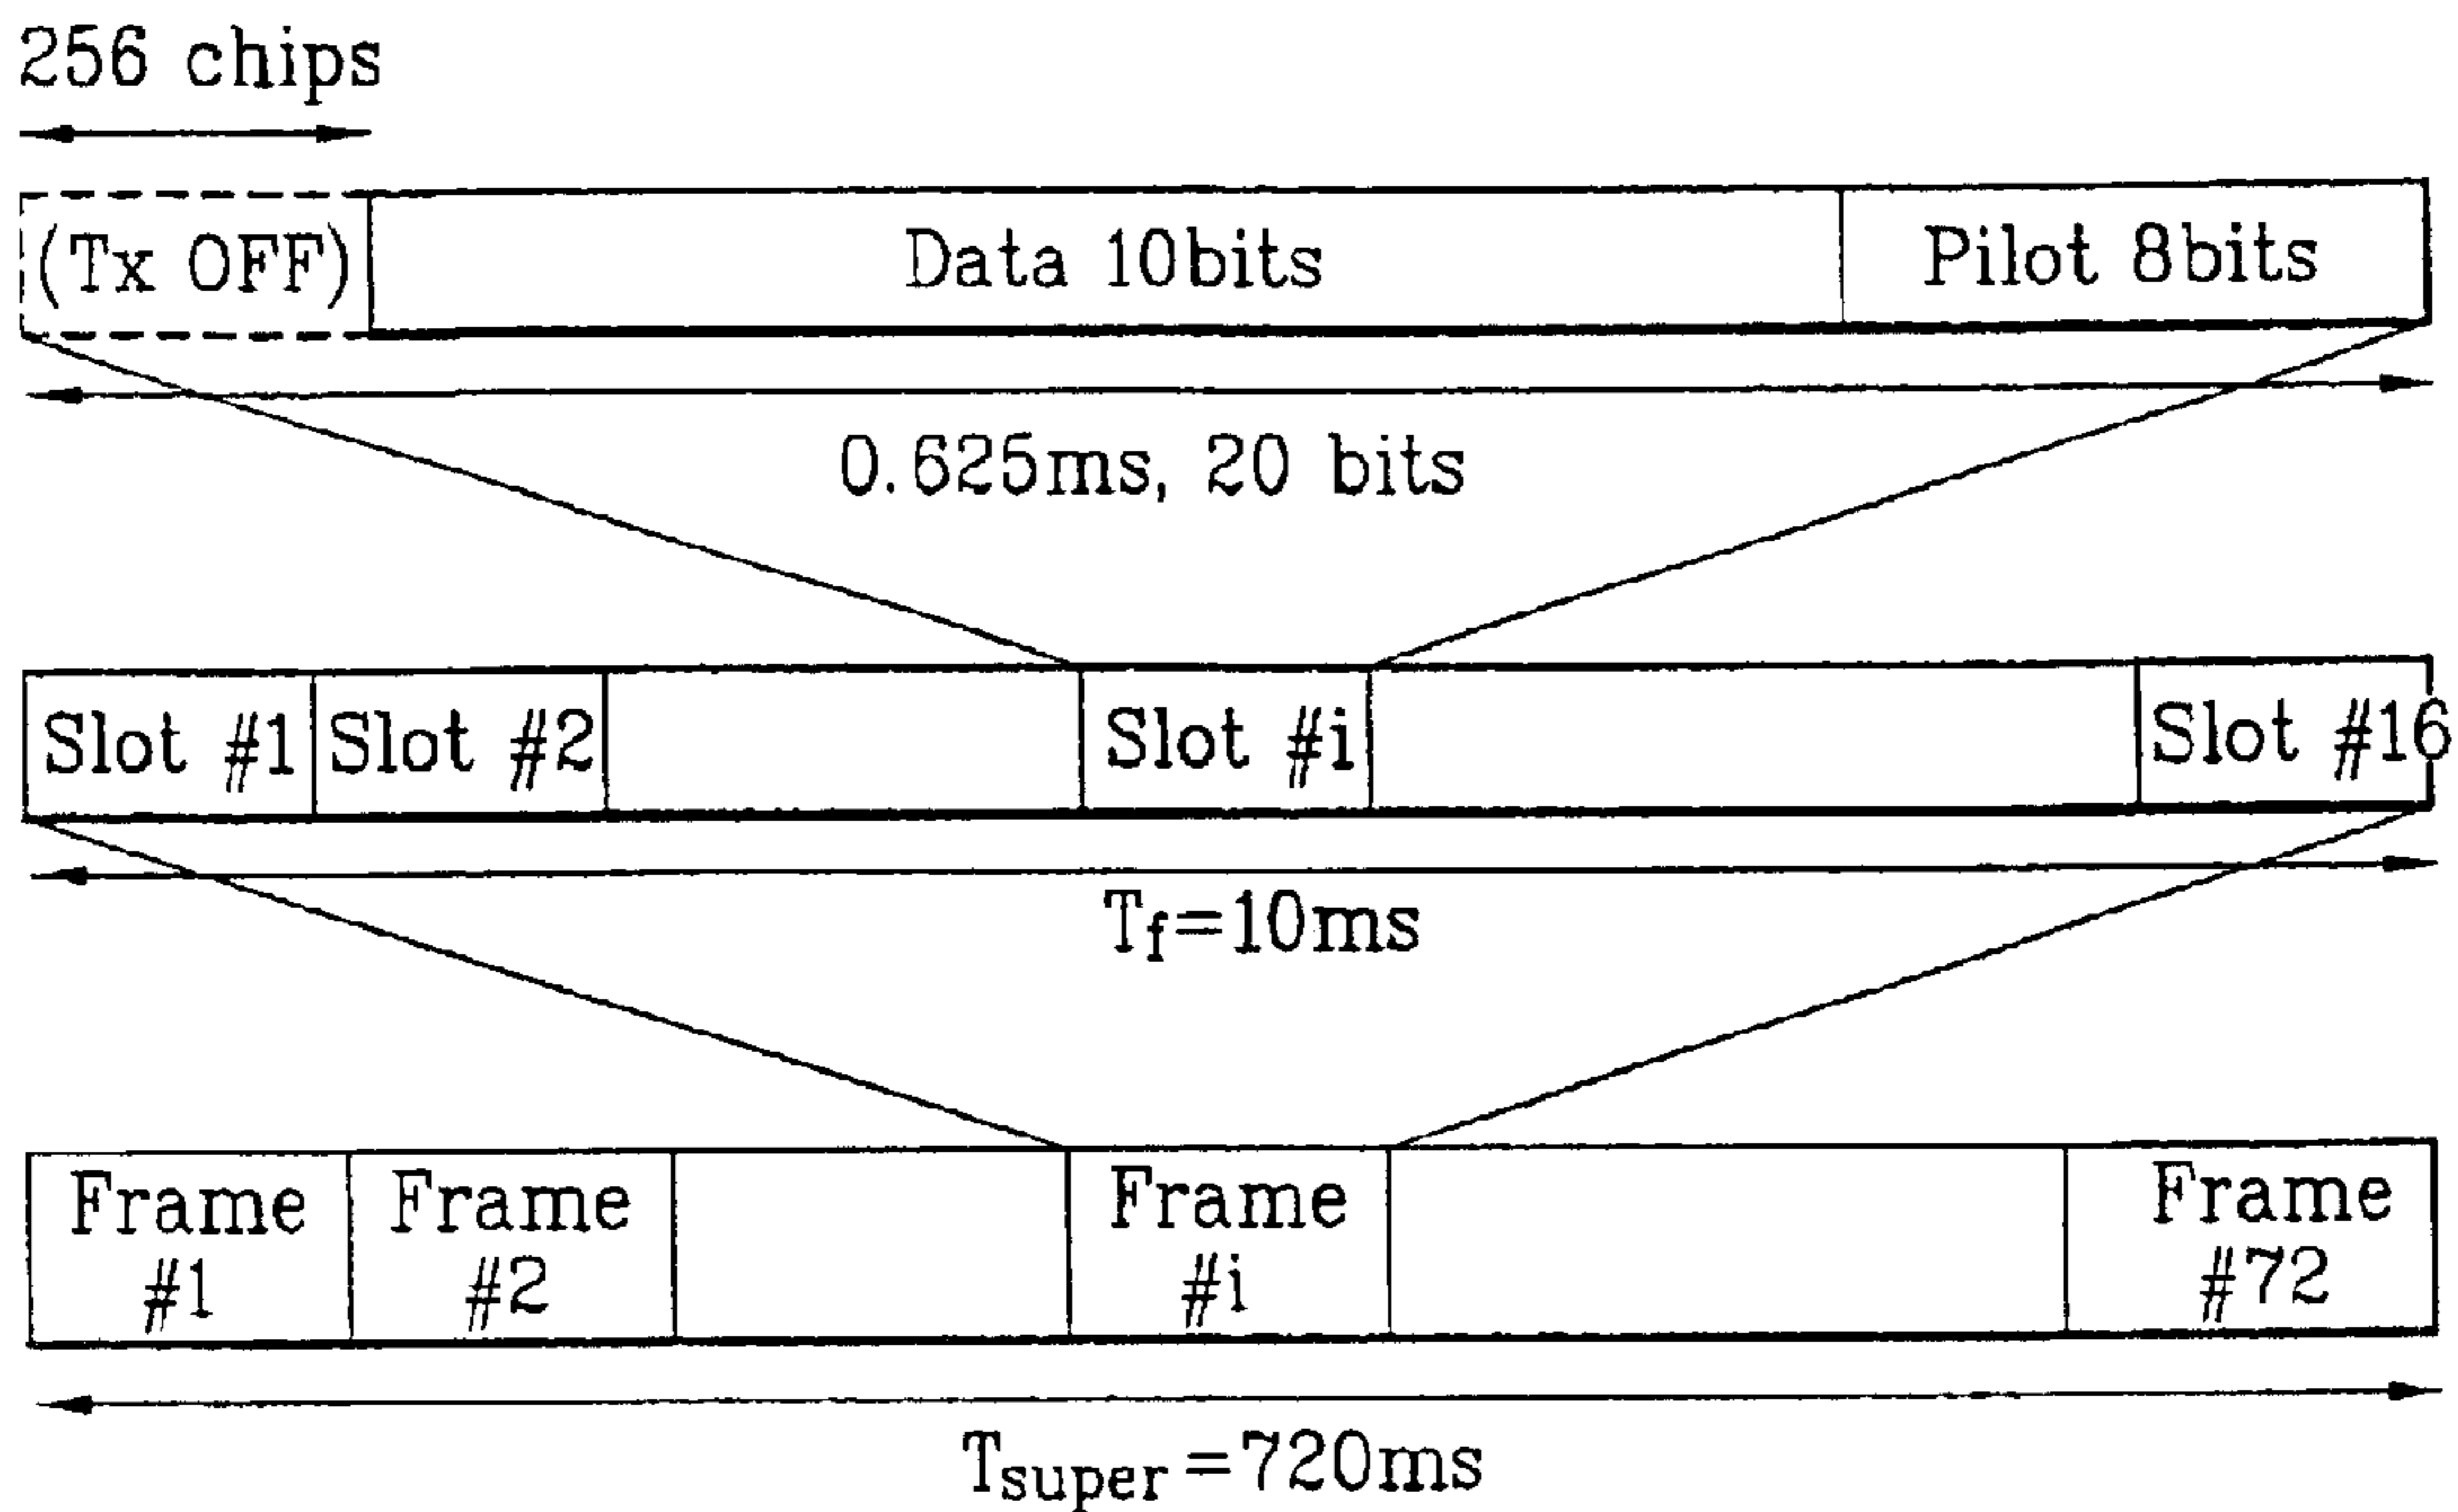 256 chips
(Tx OFF) Data 10bits Pilot 8bits
0.625ms, 20 bits
Slot #1 Slot #2 Slot #i Slot #16
Tf=10ms
Frame #1 Frame #2 Frame #i Frame #72
Tsuper=720ms